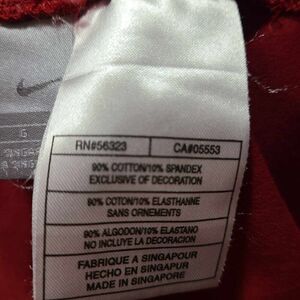 G
RN#56323 CA#05553
90% COTTON/10% SPANDEX
EXCLUSIVE OF DECORATION
90% COTON/10% ELASTHANNE
SANS ORNEMENTS
90% ALGODON/10% ELASTANO
NO INCLUYE LA DECORACION
FABRIQUE A SINGAPOUR
HECHO EN SINGAPUR
MADE IN SINGAPORE